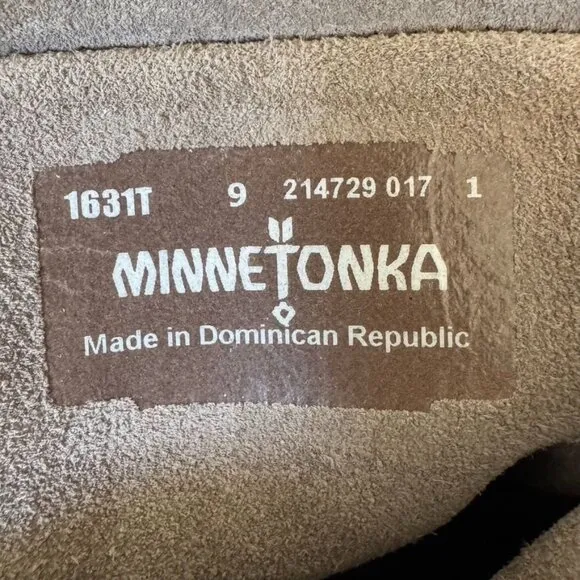 1631T 9 214729 017 1
MINNETONKA
Made in Dominican Republic